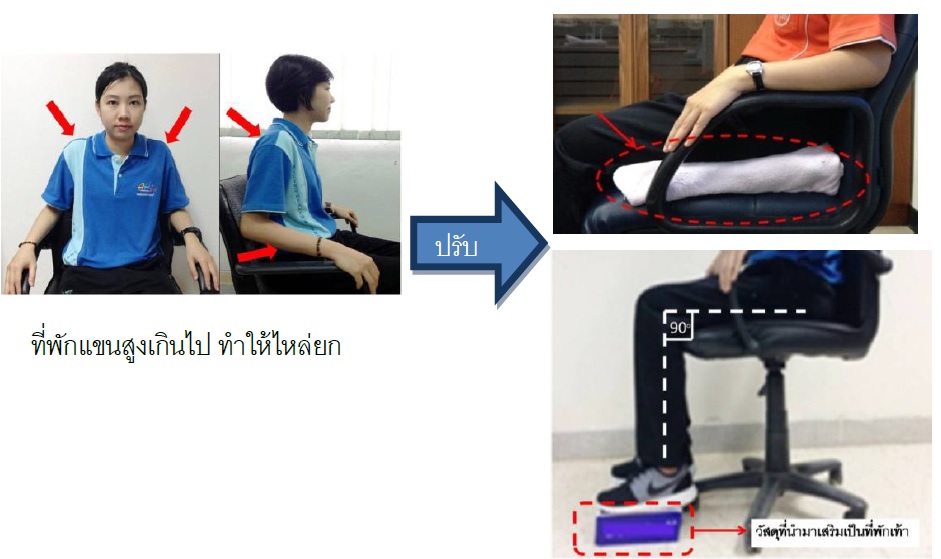 ปรับ
ที่พักแขนสูงเกินไป ทำให้ไหล่ยก
90°
วัสดุที่นำมาเสริมเป็นที่พักเท้า